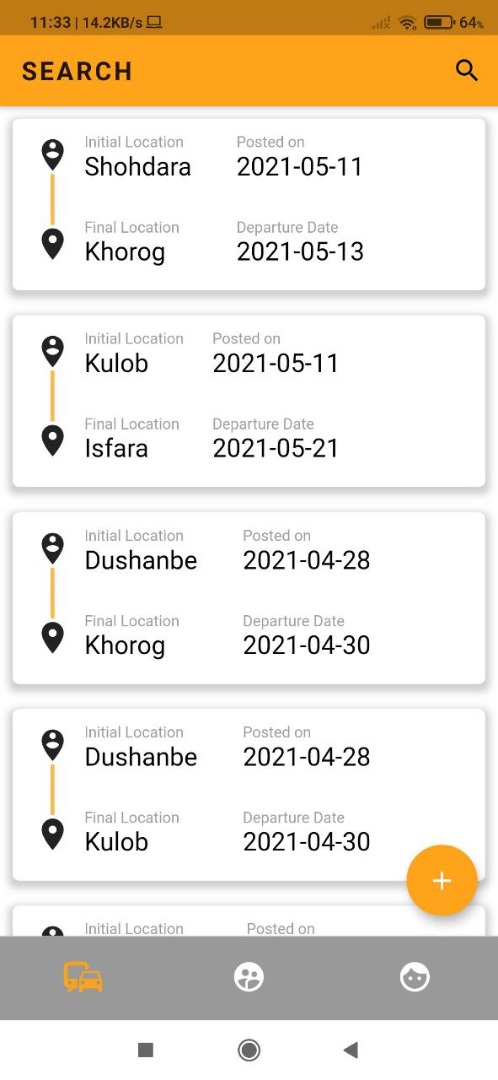 11:33 | 14.2KB/s 64%
SEARCH
Initial Location Posted on
Shohdara 2021-05-11
Final Location Departure Date
Khorog 2021-05-13
Initial Location Posted on
Kulob 2021-05-11
Final Location Departure Date
Isfara 2021-05-21
Initial Location Posted on
Dushanbe 2021-04-28
Final Location Departure Date
Khorog 2021-04-30
Initial Location Posted on
Dushanbe 2021-04-28
Final Location Departure Date
Kulob 2021-04-30
Initial Location Posted on